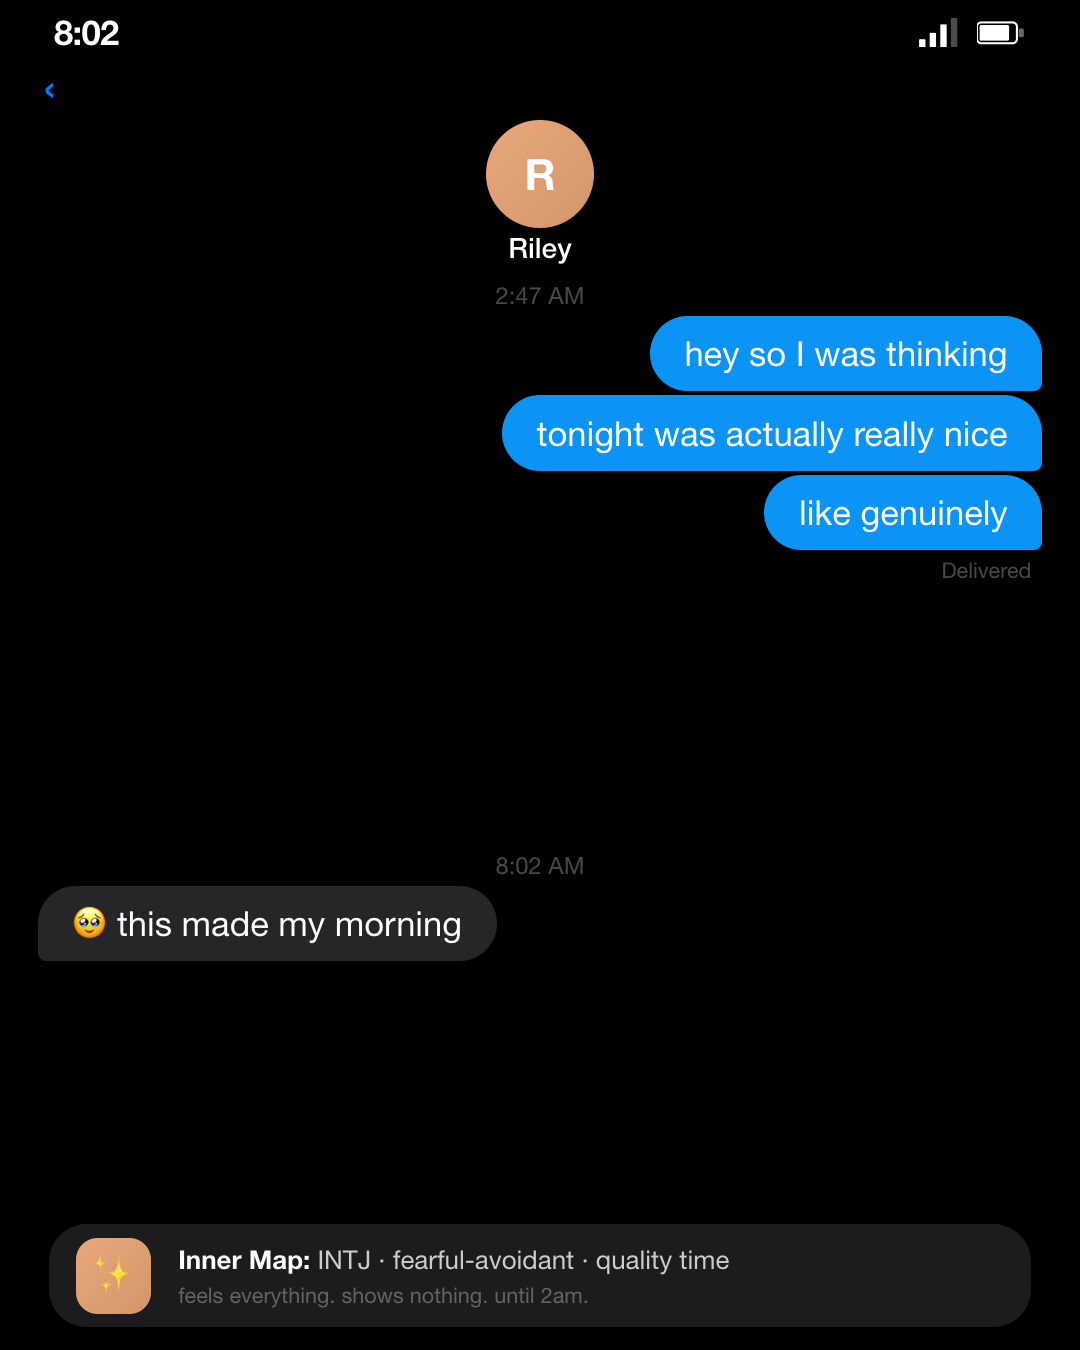 8:02
R
Riley
2:47 AM
hey so I was thinking
tonight was actually really nice
like genuinely
Delivered
8:02 AM
🥹 this made my morning
Inner Map: INTJ · fearful-avoidant · quality time
feels everything. shows nothing. until 2am.